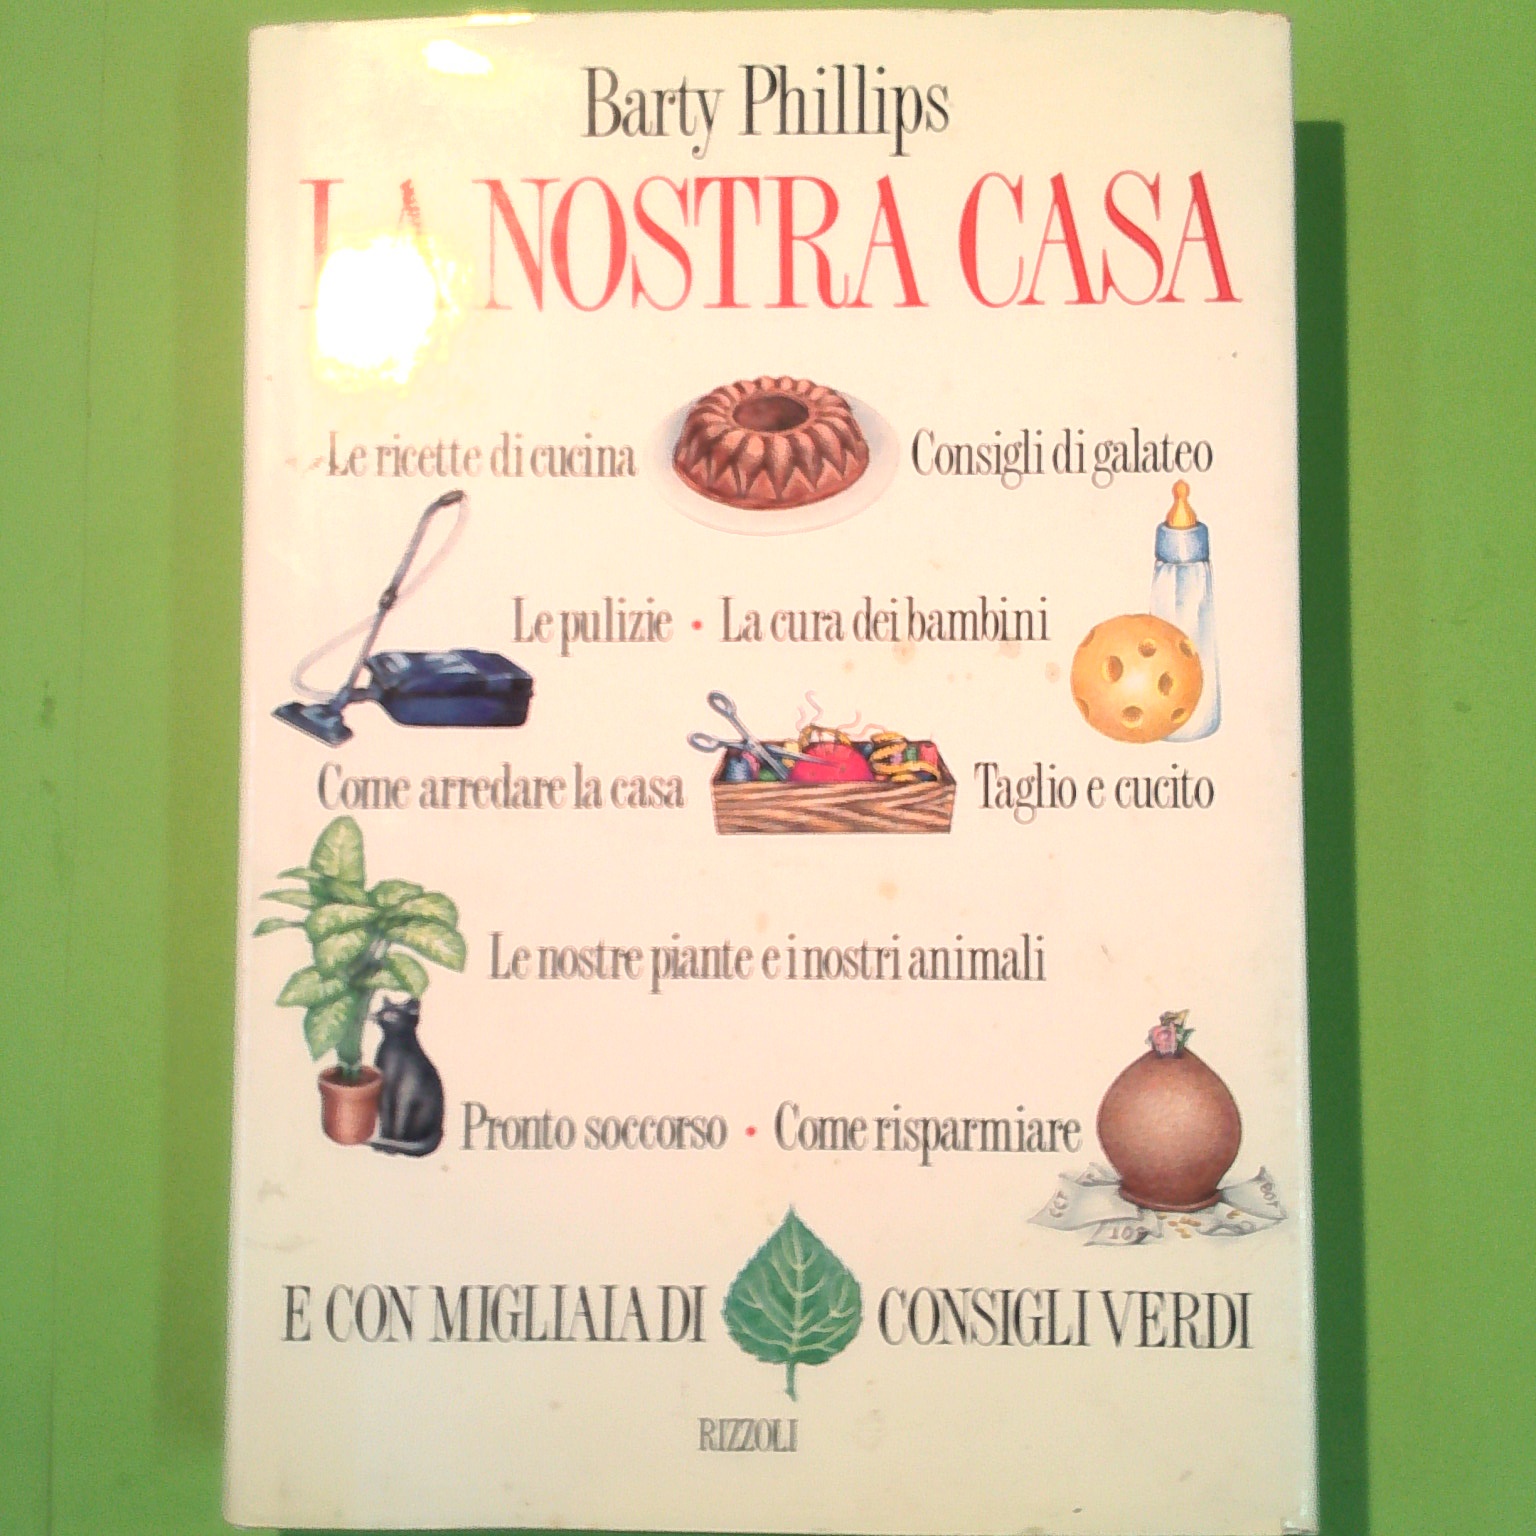 Barty Phillips
LA NOSTRA CASA
Le ricette di cucina Consigli di galateo
Le pulizie • La cura dei bambini
Come arredare la casa Taglio e cucito
Le nostre piante e i nostri animali
Pronto soccorso • Come risparmiare
CCT BOT
E CON MIGLIAIA DI CONSIGLI VERDI
RIZZOLI